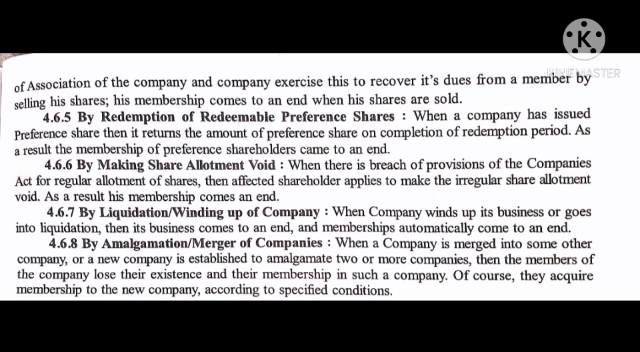 K
KINEMASTER
of Association of the company and company exercise this to recover it's dues from a member by
selling his shares; his membership comes to an end when his shares are sold.
4.6.5 By Redemption of Redeemable Preference Shares : When a company has issued
Preference share then it returns the amount of preference share on completion of redemption period. As
a result the membership of preference shareholders came to an end.
4.6.6 By Making Share Allotment Void : When there is breach of provisions of the Companies
Act for regular allotment of shares, then affected shareholder applies to make the irregular share allotment
void. As a result his membership comes an end.
4.6.7 By Liquidation/Winding up of Company : When Company winds up its business or goes
into liquidation, then its business comes to an end, and memberships automatically come to an end.
4.6.8 By Amalgamation/Merger of Companies : When a Company is merged into some other
company, or a new company is established to amalgamate two or more companies, then the members of
the company lose their existence and their membership in such a company. Of course, they acquire
membership to the new company, according to specified conditions.